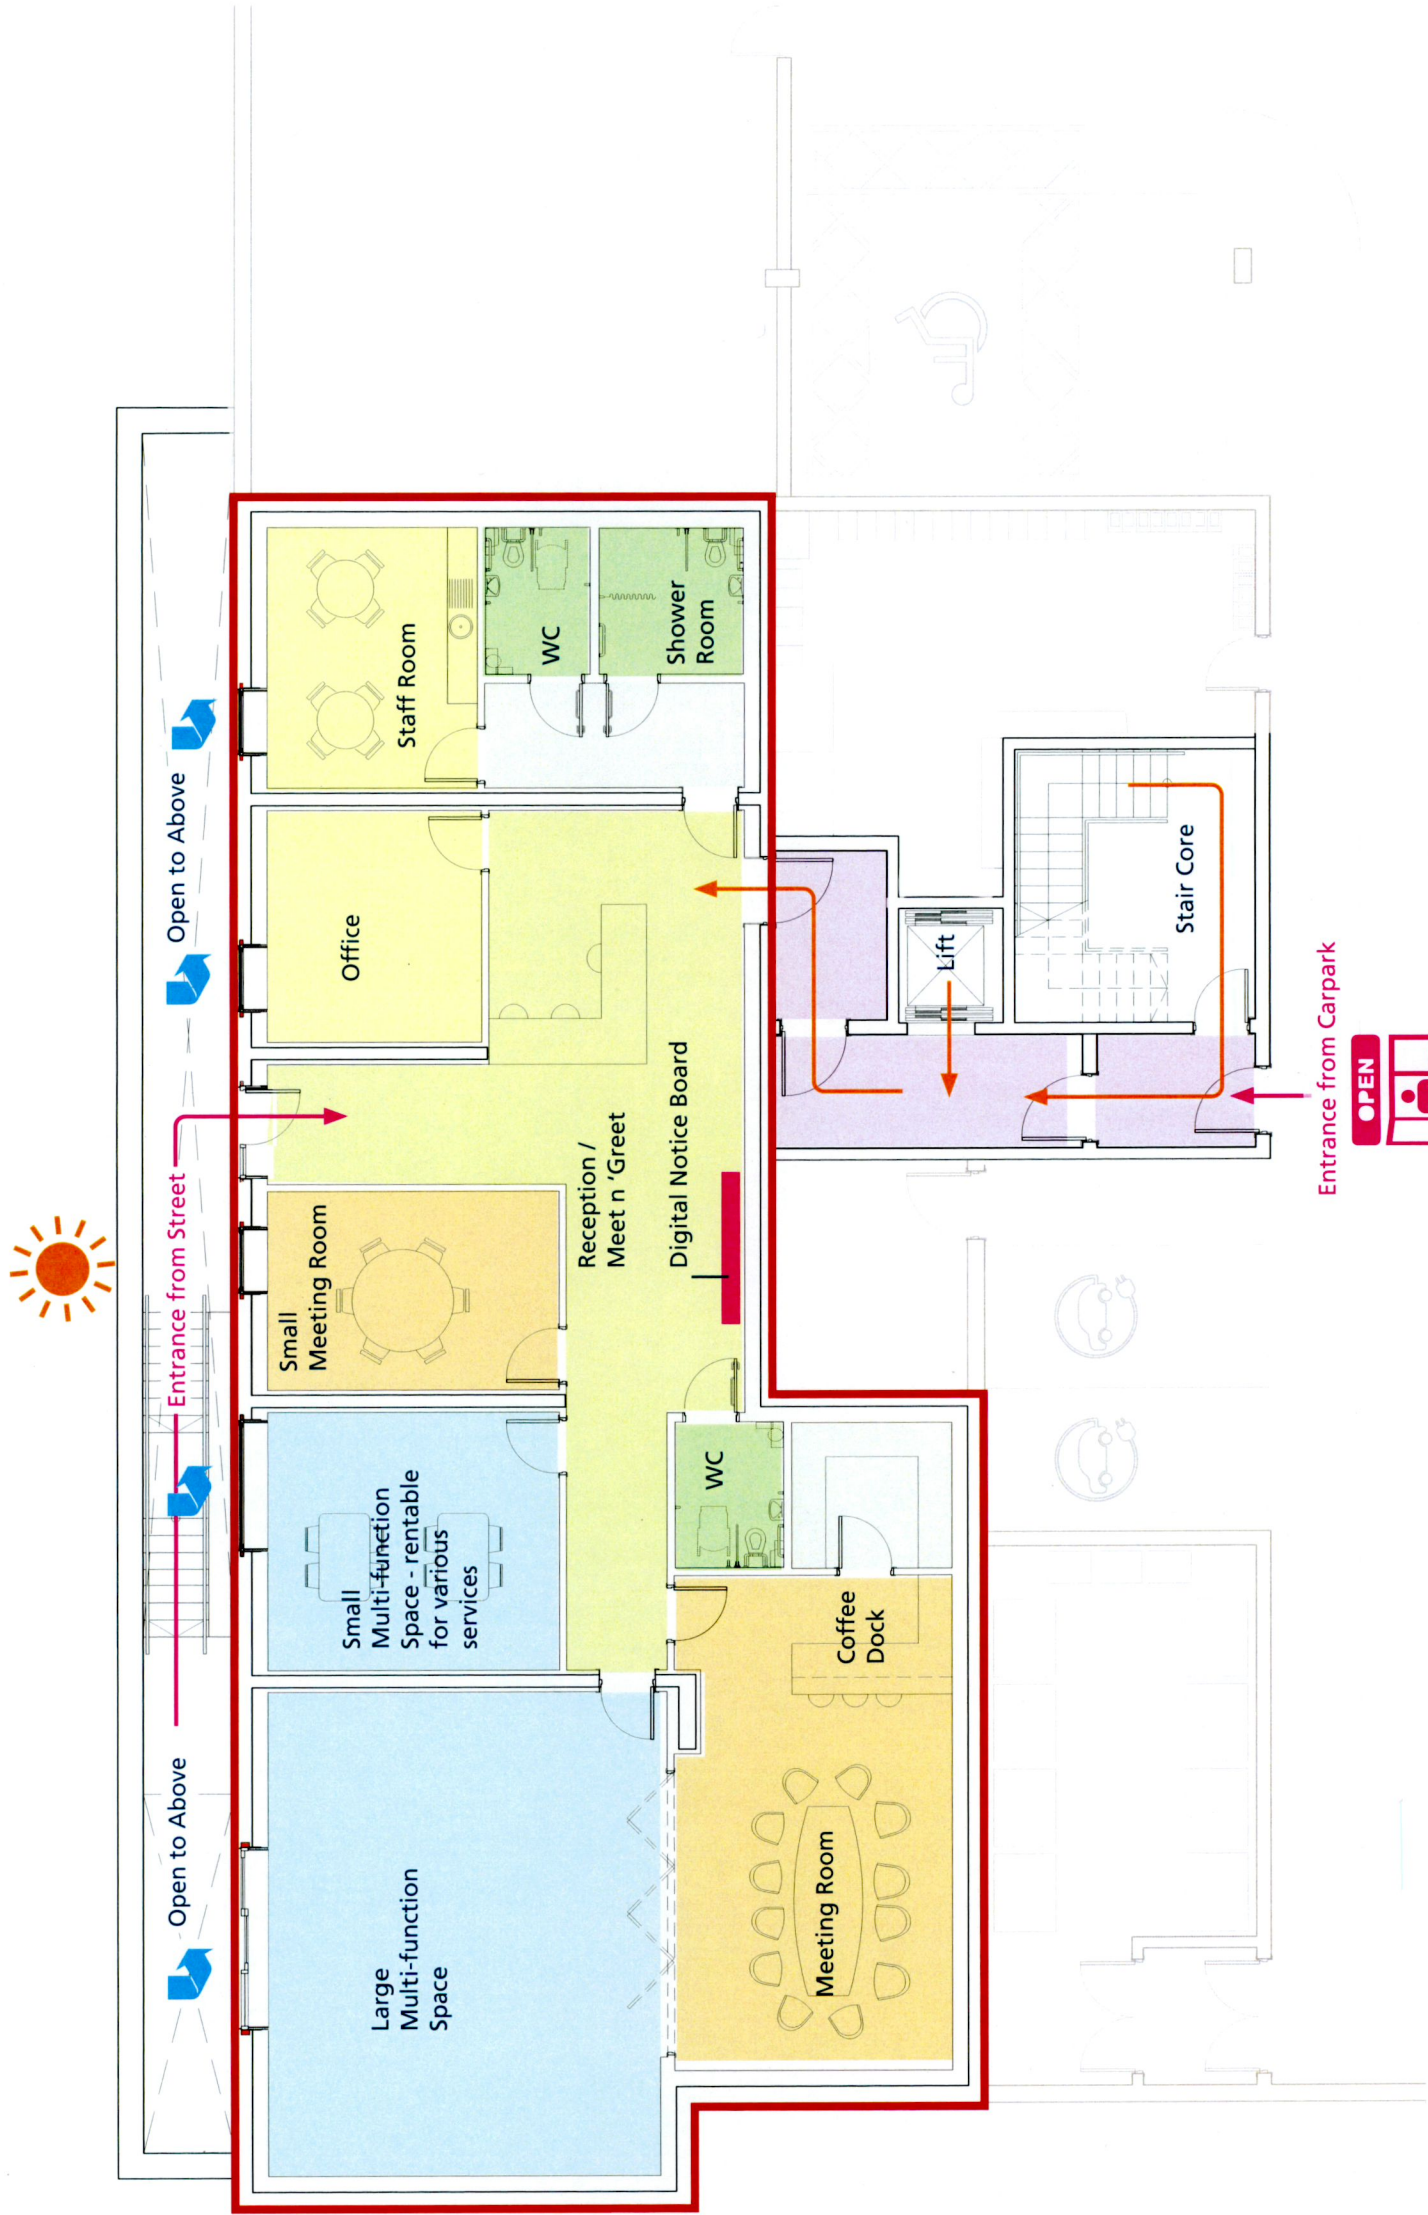 Open to Above
Entrance from Street
Open to Above
Large
Multi-function
Space
Small
Multi-function
Space - rentable
for various
services
Small
Meeting Room
Office
Staff Room
WC
Shower
Room
Reception /
Meet n ‘Greet
Digital Notice Board
WC
Coffee
Dock
Meeting Room
Lift
Stair Core
Entrance from Carpark
OPEN